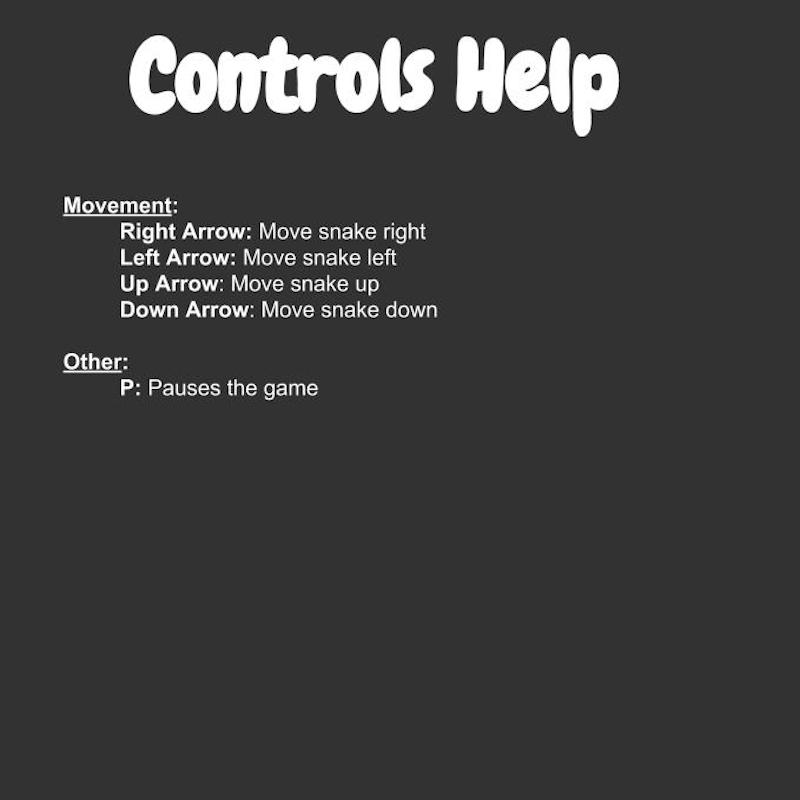 Controls Help
Movement:
Right Arrow: Move snake right
Left Arrow: Move snake left
Up Arrow: Move snake up
Down Arrow: Move snake down
Other:
P: Pauses the game